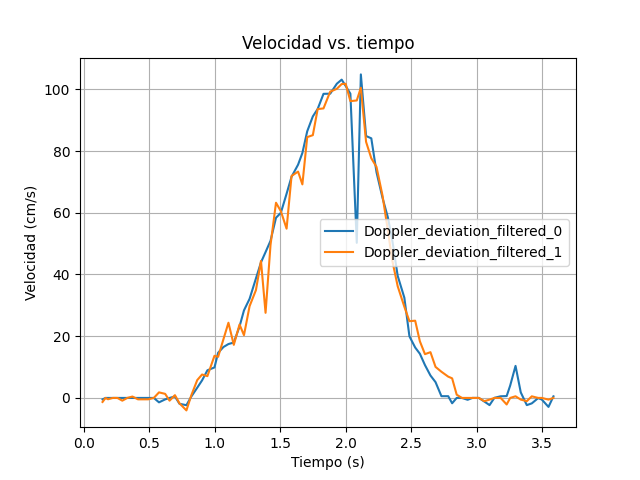 Velocidad vs. tiempo
Velocidad (cm/s)
100
80
60
40
20
0
Doppler_deviation_filtered_0
Doppler_deviation_filtered_1
0.0 0.5 1.0 1.5 2.0 2.5 3.0 3.5
Tiempo (s)